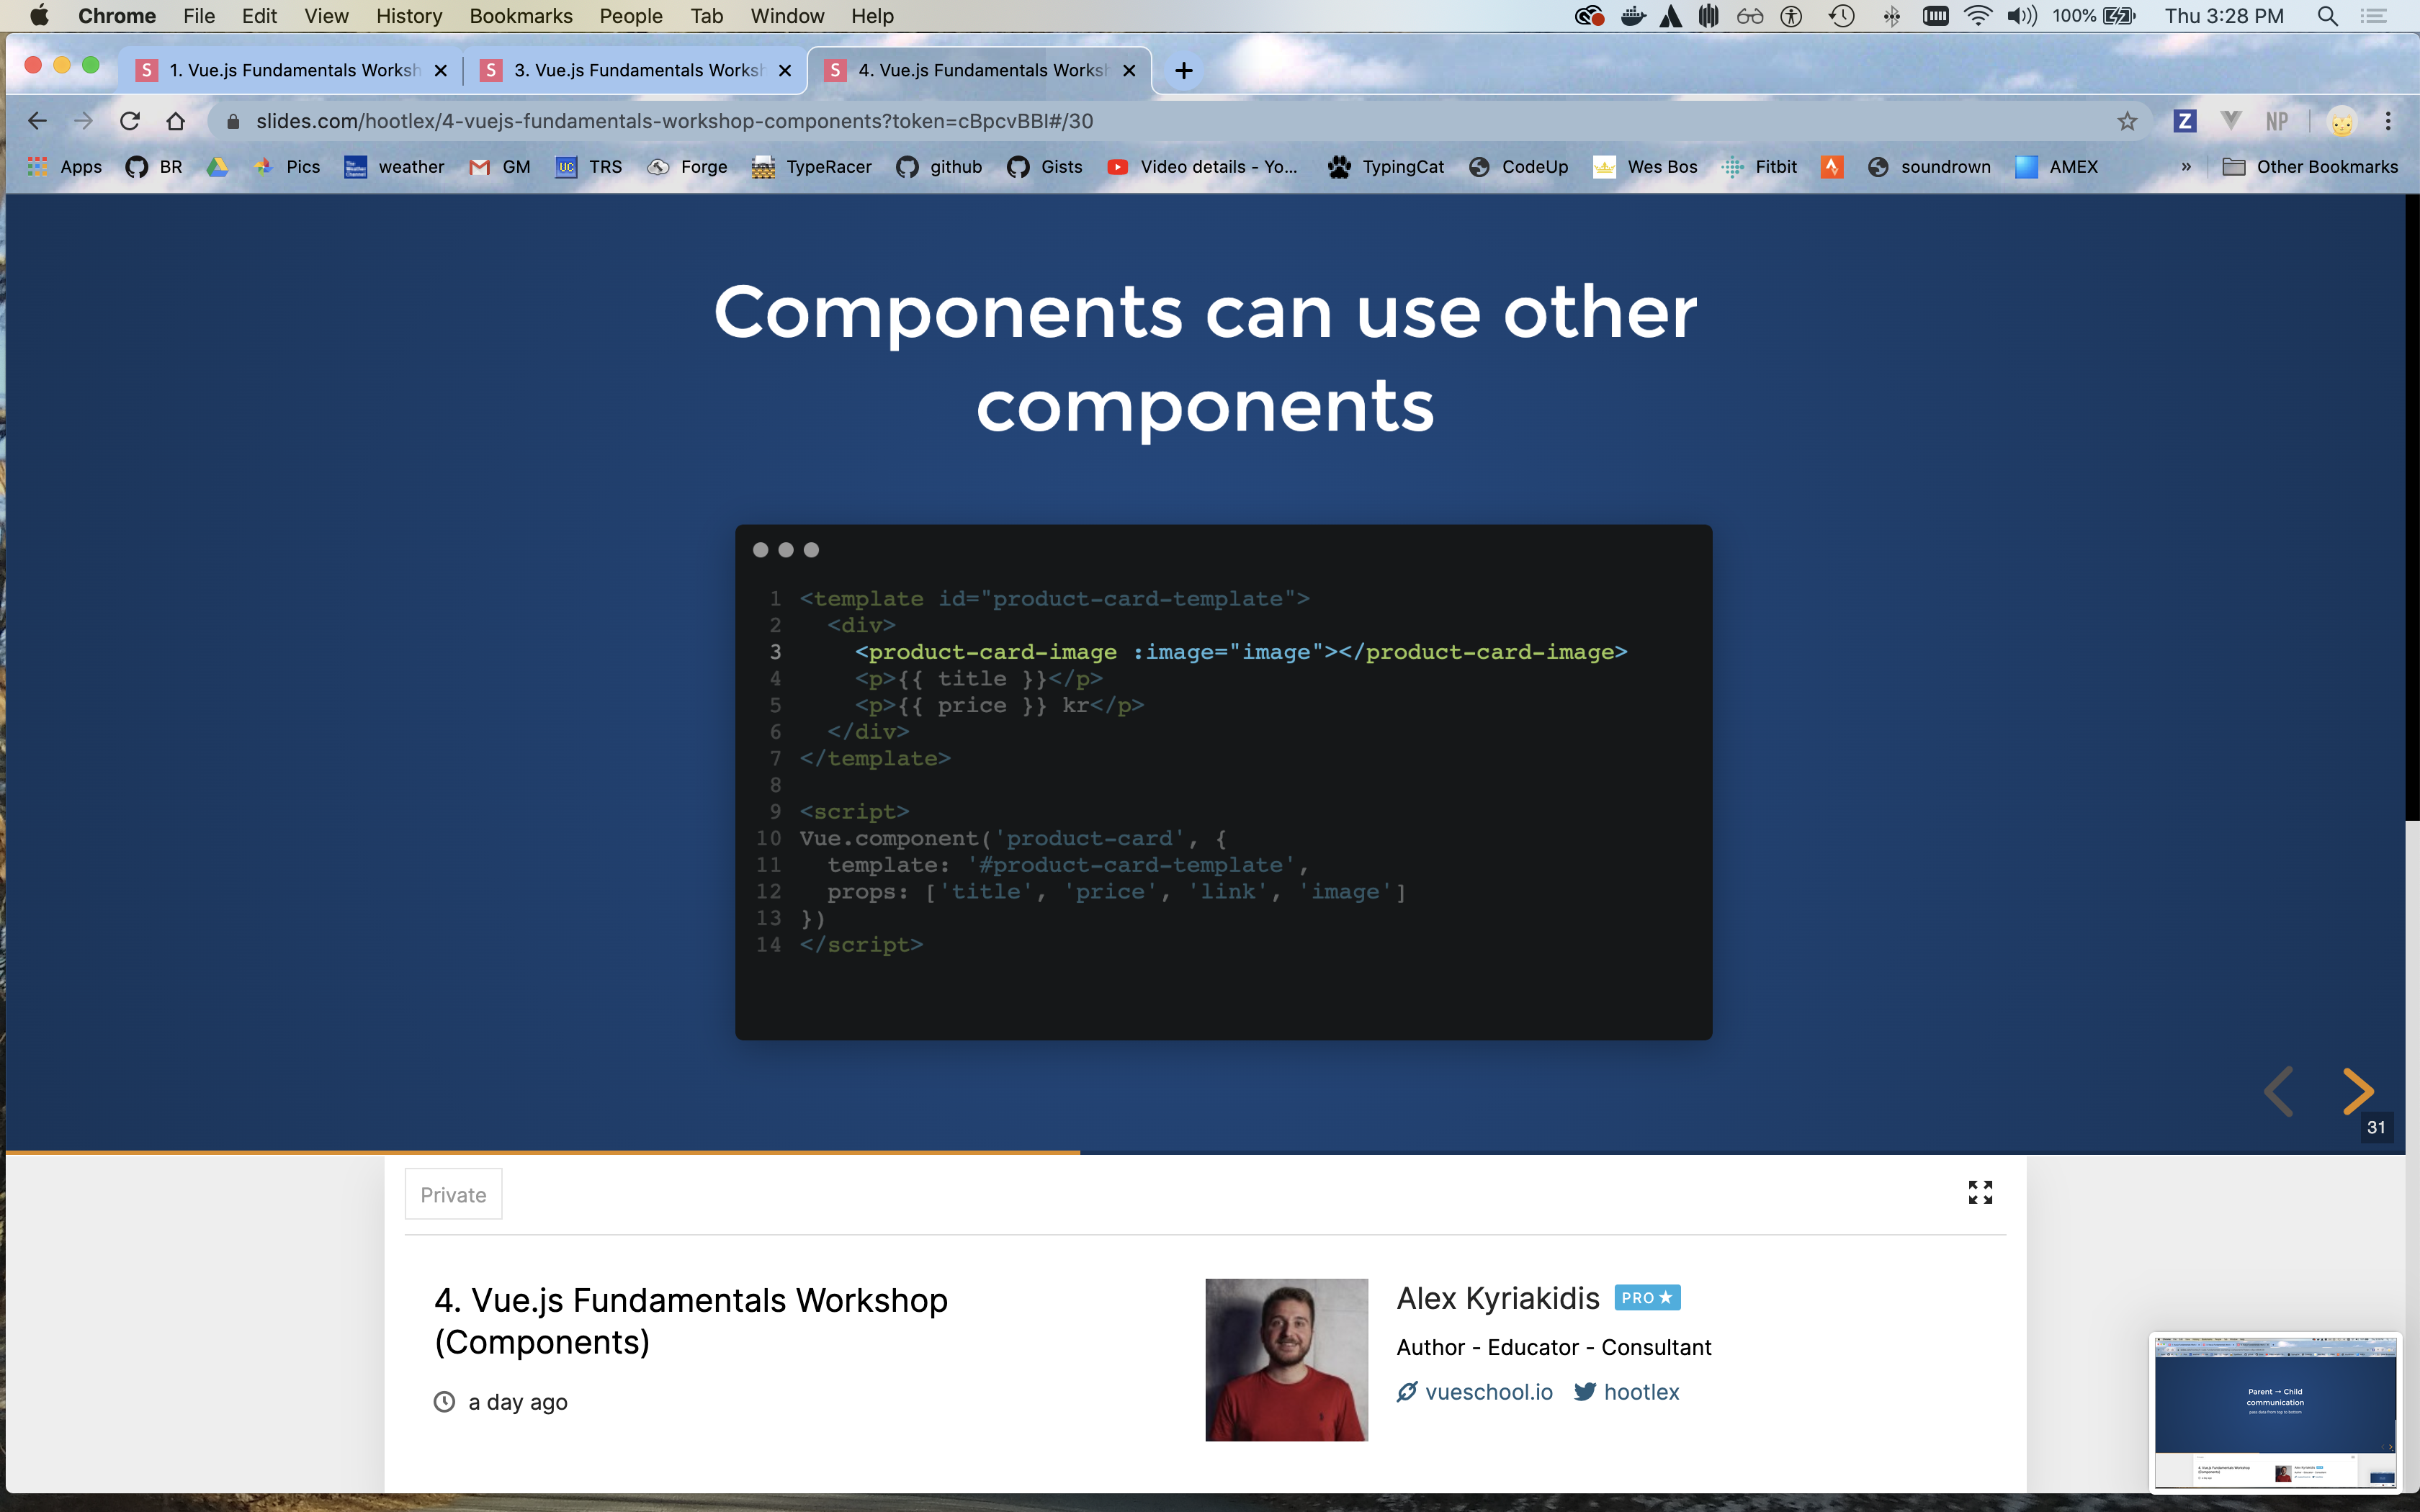 Chrome File Edit View History Bookmarks People Tab Window Help 100% Thu 3:28 PM
S 1. Vue.js Fundamentals Worksh S 3. Vue.js Fundamentals Worksh S 4. Vue.js Fundamentals Worksh
slides.com/hootlex/4-vuejs-fundamentals-workshop-components?token=cBpcvBBI#/30 Z NP
Apps BR Pics weather GM UC TRS Forge TypeRacer github Gists Video details - Yo... TypingCat CodeUp Wes Bos Fitbit soundrown AMEX » Other Bookmarks
Components can use other
components
1 <template id="product-card-template">
2 <div>
3 <product-card-image :image="image"></product-card-image>
4 <p>{{ title }}</p>
5 <p>{{ price }} kr</p>
6 </div>
7 </template>
8
9 <script>
10 Vue.component('product-card', {
11 template: '#product-card-template',
12 props: ['title', 'price', 'link', 'image']
13 })
14 </script>
31
Private
4. Vue.js Fundamentals Workshop
(Components)
a day ago
Alex Kyriakidis PRO
Author - Educator - Consultant
vueschool.io hootlex
Parent → Child
communication
pass data from top to bottom